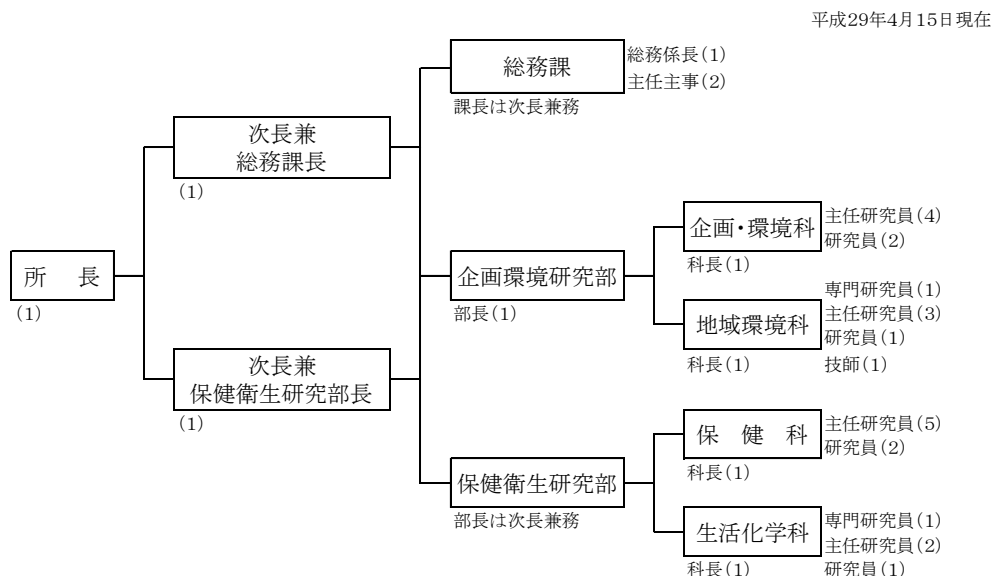 平成29年4月15日現在
総務課
総務係長(1)
主任主事(2)
課長は次長兼務
次長兼
総務課長
(1)
企画・環境科
主任研究員(4)
研究員(2)
科長(1)
所　長
(1)
企画環境研究部
部長(1)
地域環境科
専門研究員(1)
主任研究員(3)
研究員(1)
科長(1)
技師(1)
次長兼
保健衛生研究部長
(1)
保　健　科
主任研究員(5)
研究員(2)
科長(1)
保健衛生研究部
部長は次長兼務
生活化学科
専門研究員(1)
主任研究員(2)
科長(1)
研究員(1)